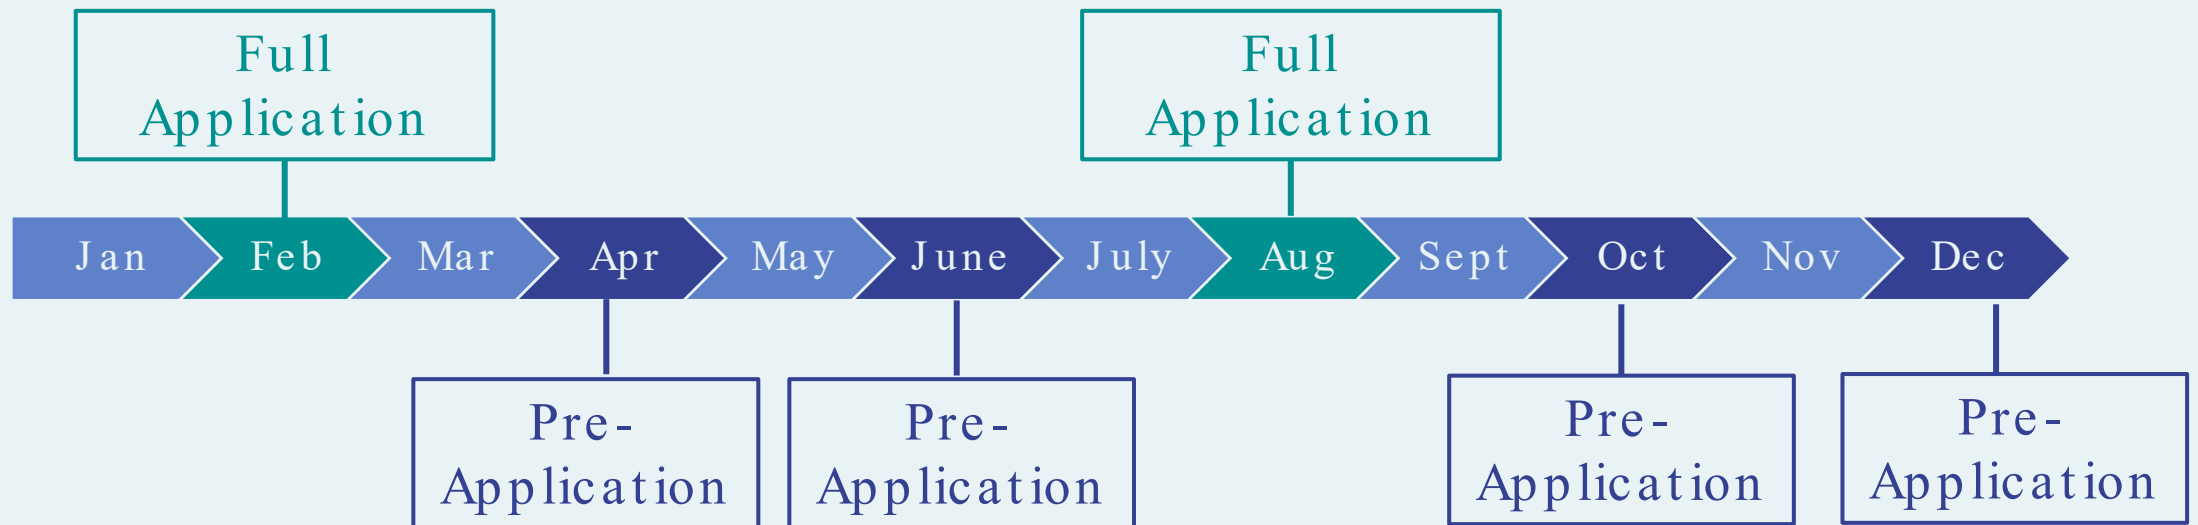 Full
Application
Full
Application
Jan Feb Mar Apr May June July Aug Sept Oct Nov Dec
Pre-
Application
Pre-
Application
Pre-
Application
Pre-
Application